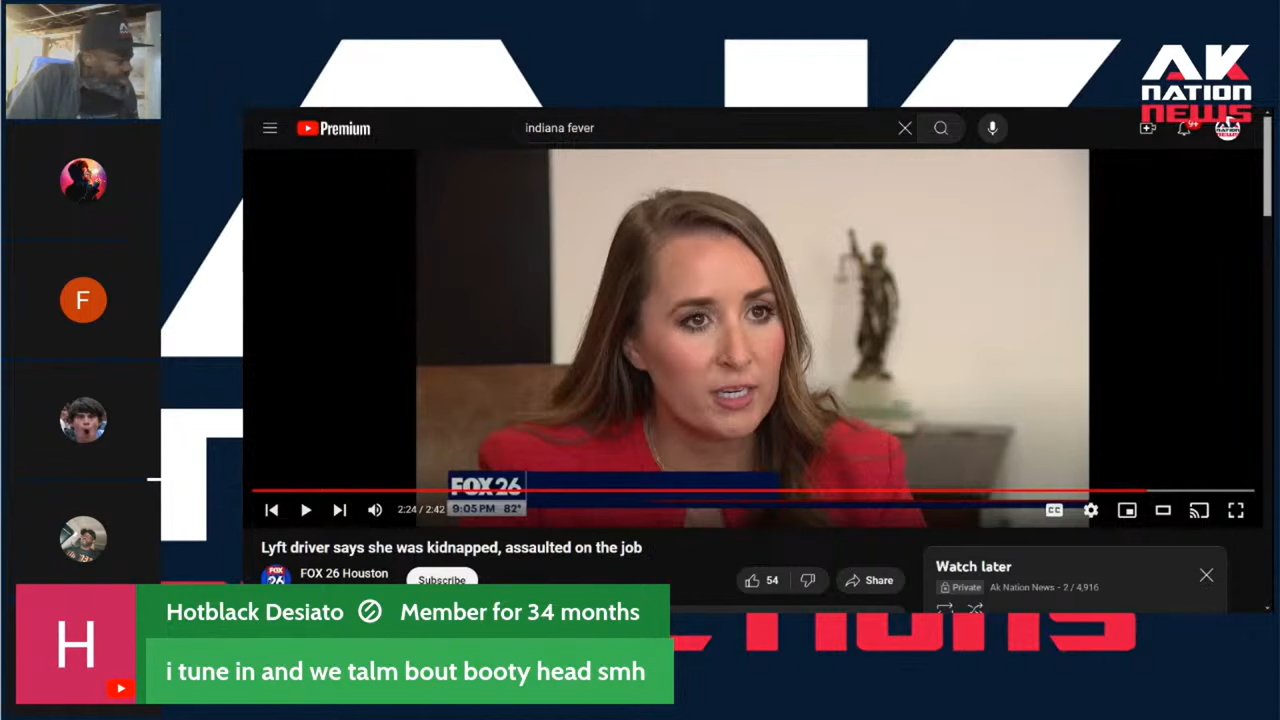 AK
NATION
NEWS
Premium
indiana fever
9+
F
FOX 26
9:05 PM 82°
2:24 / 2:42
CC
Lyft driver says she was kidnapped, assaulted on the job
FOX 26 Houston
Subscribe
54
Share
Watch later
Private
Ak Nation News - 2 / 4,916
H
Hotblack Desiato
Member for 34 months
i tune in and we talm bout booty head smh